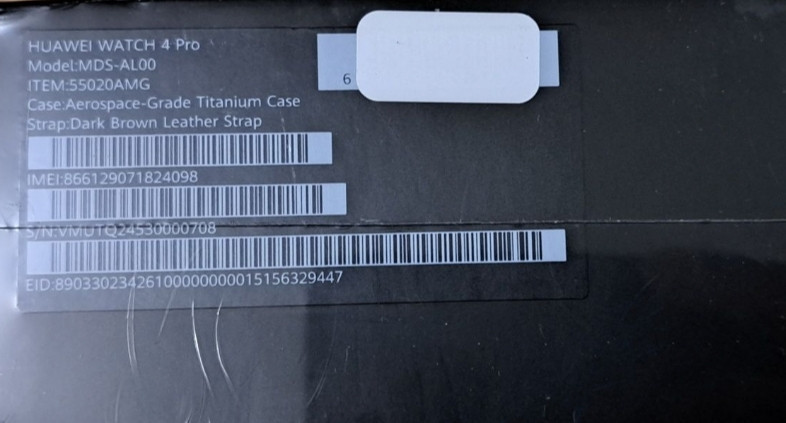 HUAWEI WATCH 4 Pro
Model:MDS-AL00
ITEM:55020AMG
Case:Aerospace-Grade Titanium Case
Strap:Dark Brown Leather Strap
6
IMEI:866129071824098
S/N:VMUTQ24530000708
EID:89033023426100000000015156329447